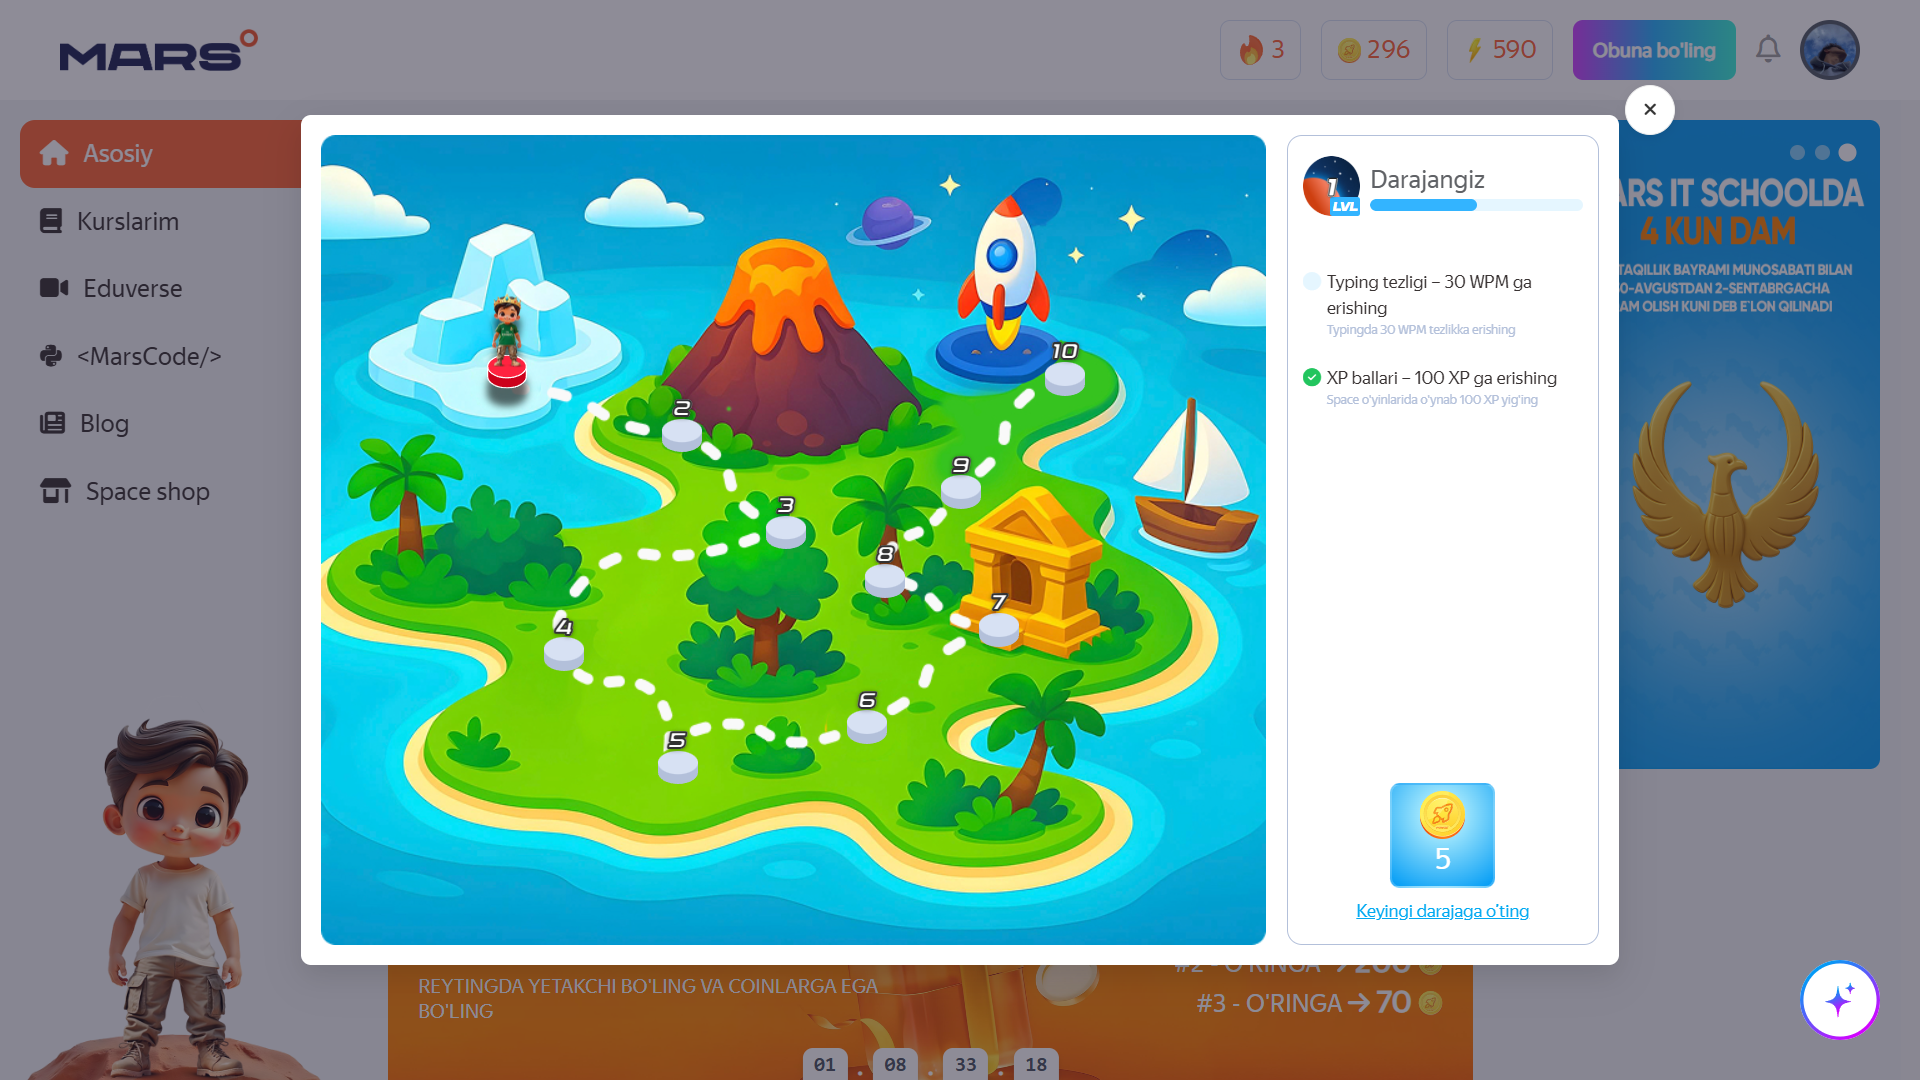 MARS
3
296
590
Obuna bo'ling
Asosiy
Kurslarim
Eduverse
<MarsCode/>
Blog
Space shop
10
2
9
3
8
7
4
6
5
1
LVL
Darajangiz
Typing tezligi – 30 WPM ga
erishing
Typingda 30 WPM tezlikka erishing
XP ballari – 100 XP ga erishing
Space o'yinlarida o'ynab 100 XP yig'ing
5
Keyingi darajaga o'ting
IT SCHOOLDA
4 KUN DAM
BAYRAMI MUNOSABATI BILAN
0-AVGUSTDAN 2-SENTABRGACHA
OLISH KUNI DEB E'LON QILINADI
REYTINGDA YETAKCHI BO'LING VA COINLARGA EGA
BO'LING
#2 - O'RINGA → 200
#3 - O'RINGA → 70
01 . 08 . 33 . 18